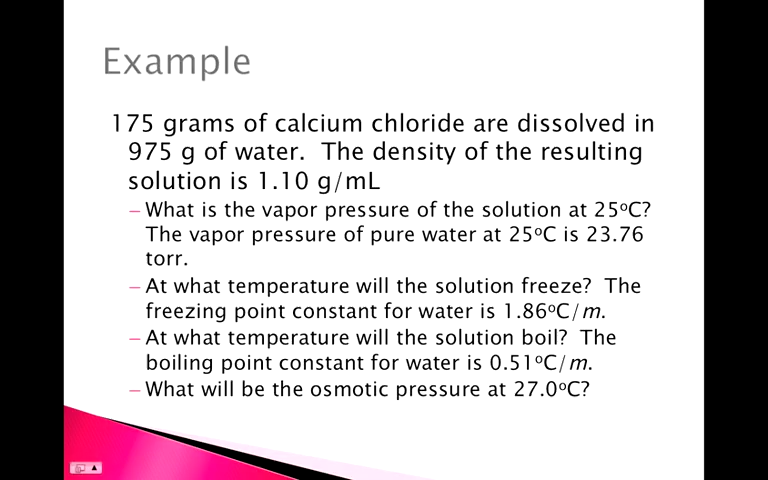 Example
175 grams of calcium chloride are dissolved in
975 g of water.  The density of the resulting
solution is 1.10 g/mL
– What is the vapor pressure of the solution at 25ºC?
The vapor pressure of pure water at 25ºC is 23.76
torr.
– At what temperature will the solution freeze?  The
freezing point constant for water is 1.86ºC/m.
– At what temperature will the solution boil?  The
boiling point constant for water is 0.51ºC/m.
– What will be the osmotic pressure at 27.0ºC?